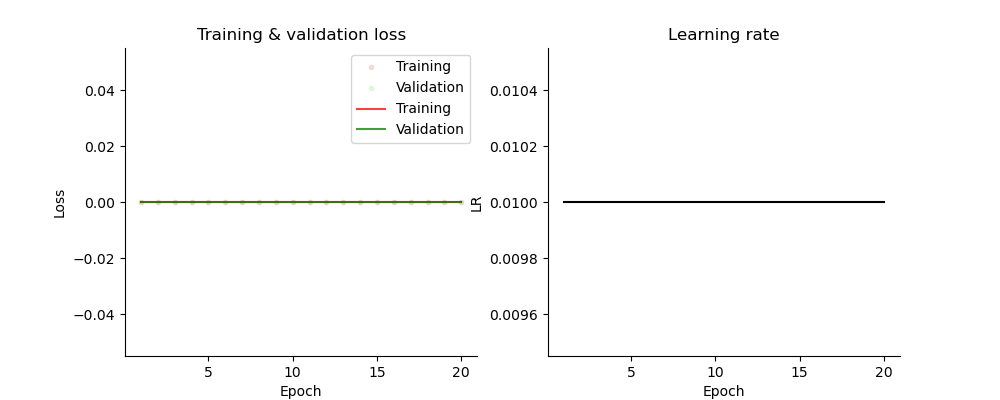 Training & validation loss
Training
Validation
Training
Validation
0.04
0.02
0.00
−0.02
−0.04
Loss
5
10
15
20
Epoch
Learning rate
0.0104
0.0102
0.0100
0.0098
0.0096
LR
5
10
15
20
Epoch